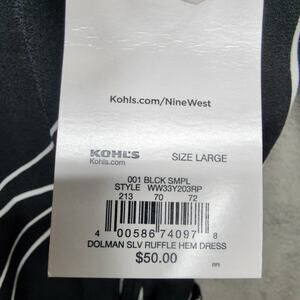 Kohls.com/NineWest
KOHL'S
Kohls.com
SIZE LARGE
001 BLCK SMPL
STYLE WW33Y203RP
213 70 72
4 00586 74097 8
DOLMAN SLV RUFFLE HEM DRESS
$50.00
RPI